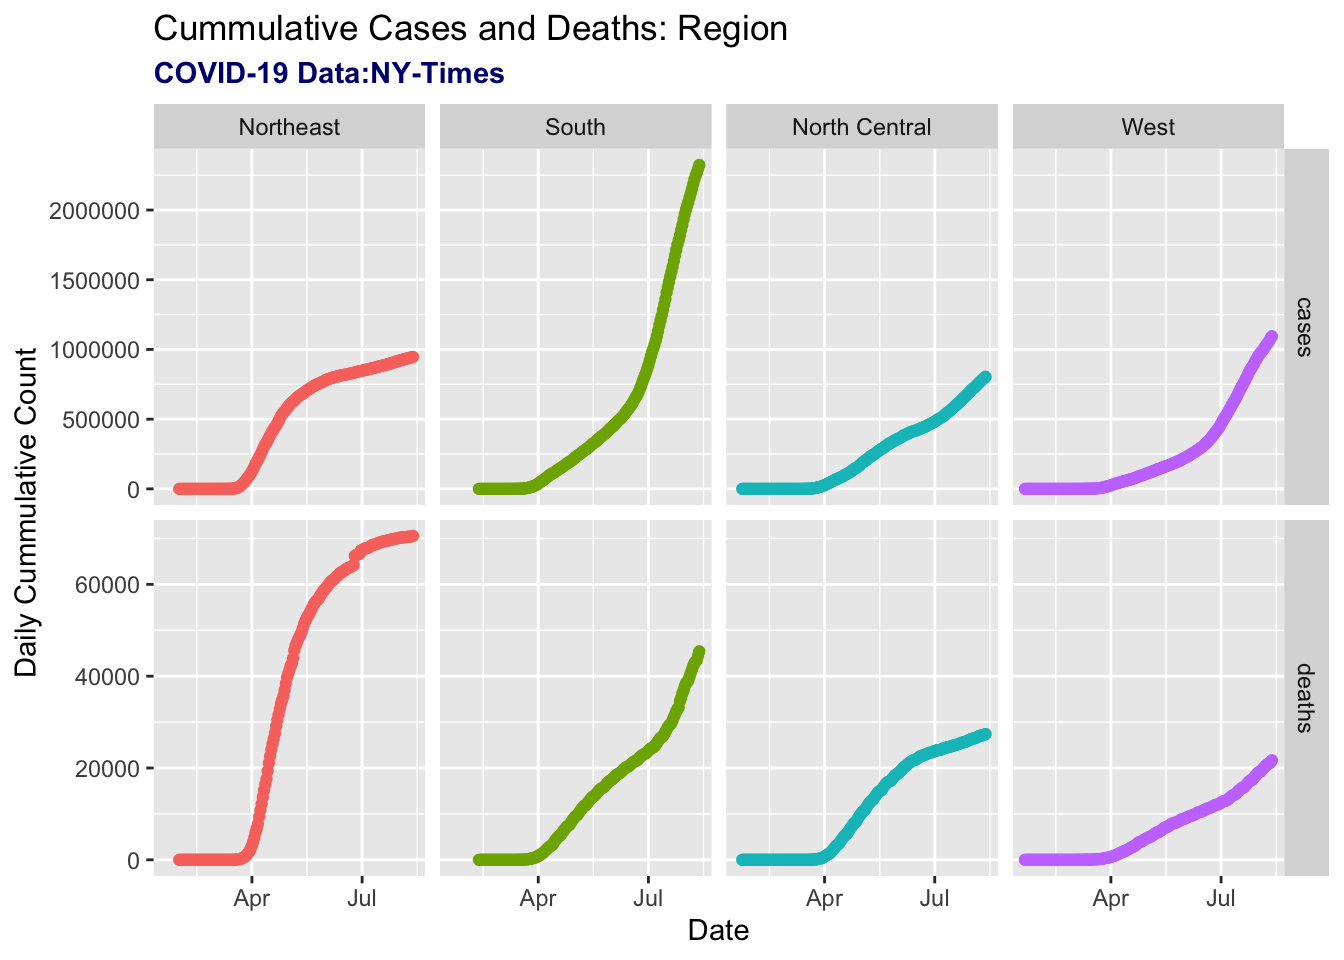 Cummulative Cases and Deaths: Region
COVID-19 Data:NY-Times
Northeast South North Central West
2000000
1500000
1000000
500000
0
cases
60000
40000
20000
0
deaths
Daily Cummulative Count
Apr Jul Apr Jul Apr Jul Apr Jul
Date